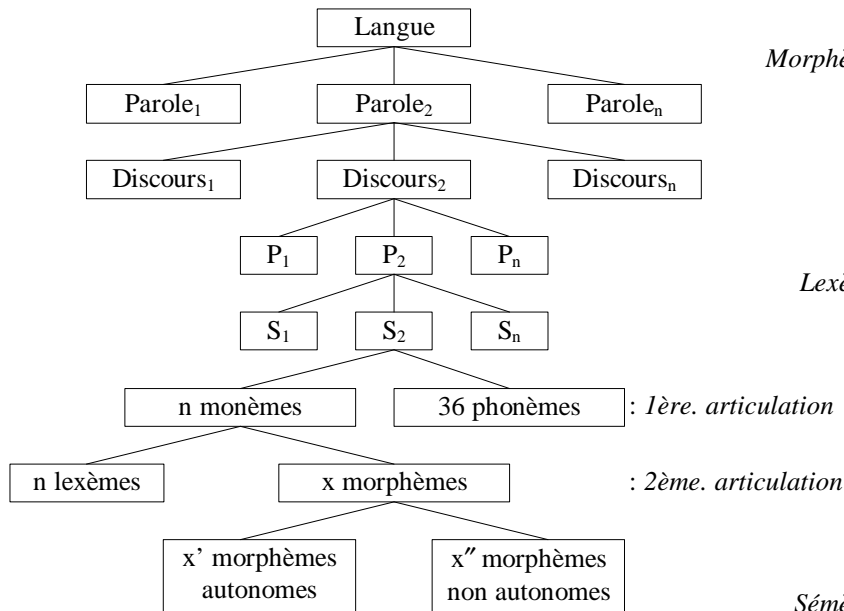 Langue
Morphè
Parole₁ Parole₂ Paroleₙ
Discours₁ Discours₂ Discoursₙ
P₁ P₂ Pₙ
Lexè
S₁ S₂ Sₙ
n monèmes 36 phonèmes : 1ère. articulation
n lexèmes x morphèmes : 2ème. articulation
x’ morphèmes x″ morphèmes
autonomes non autonomes
Sémè